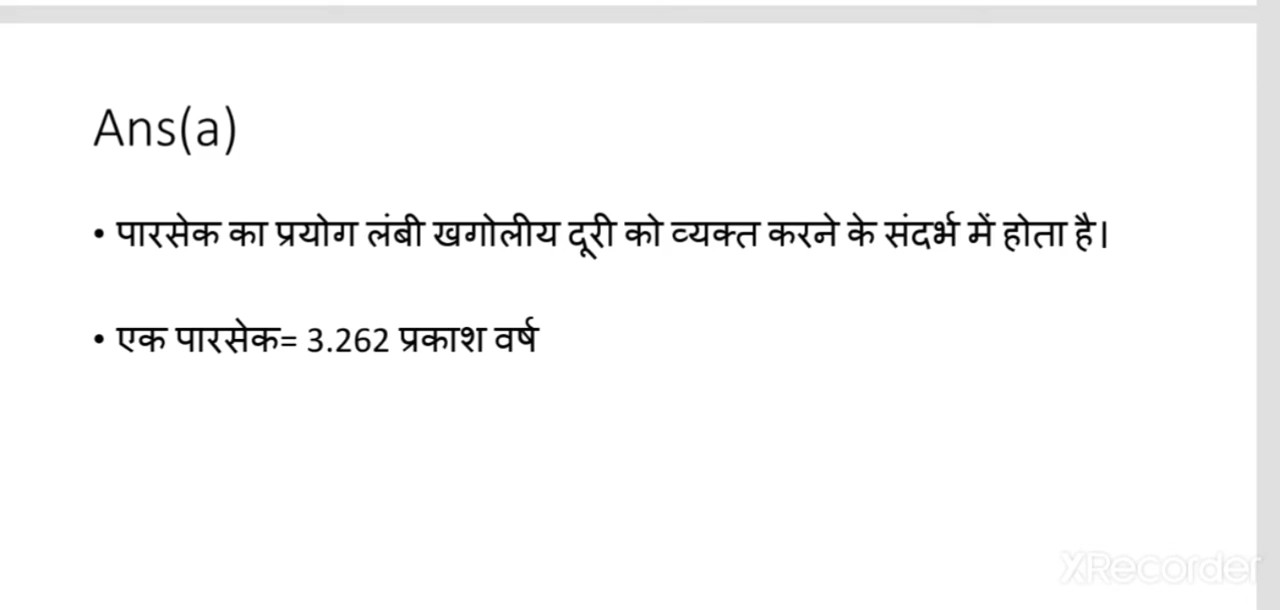 Ans(a)
• पारसेक का प्रयोग लंबी खगोलीय दूरी को व्यक्त करने के संदर्भ में होता है।
• एक पारसेक= 3.262 प्रकाश वर्ष
XRecorder